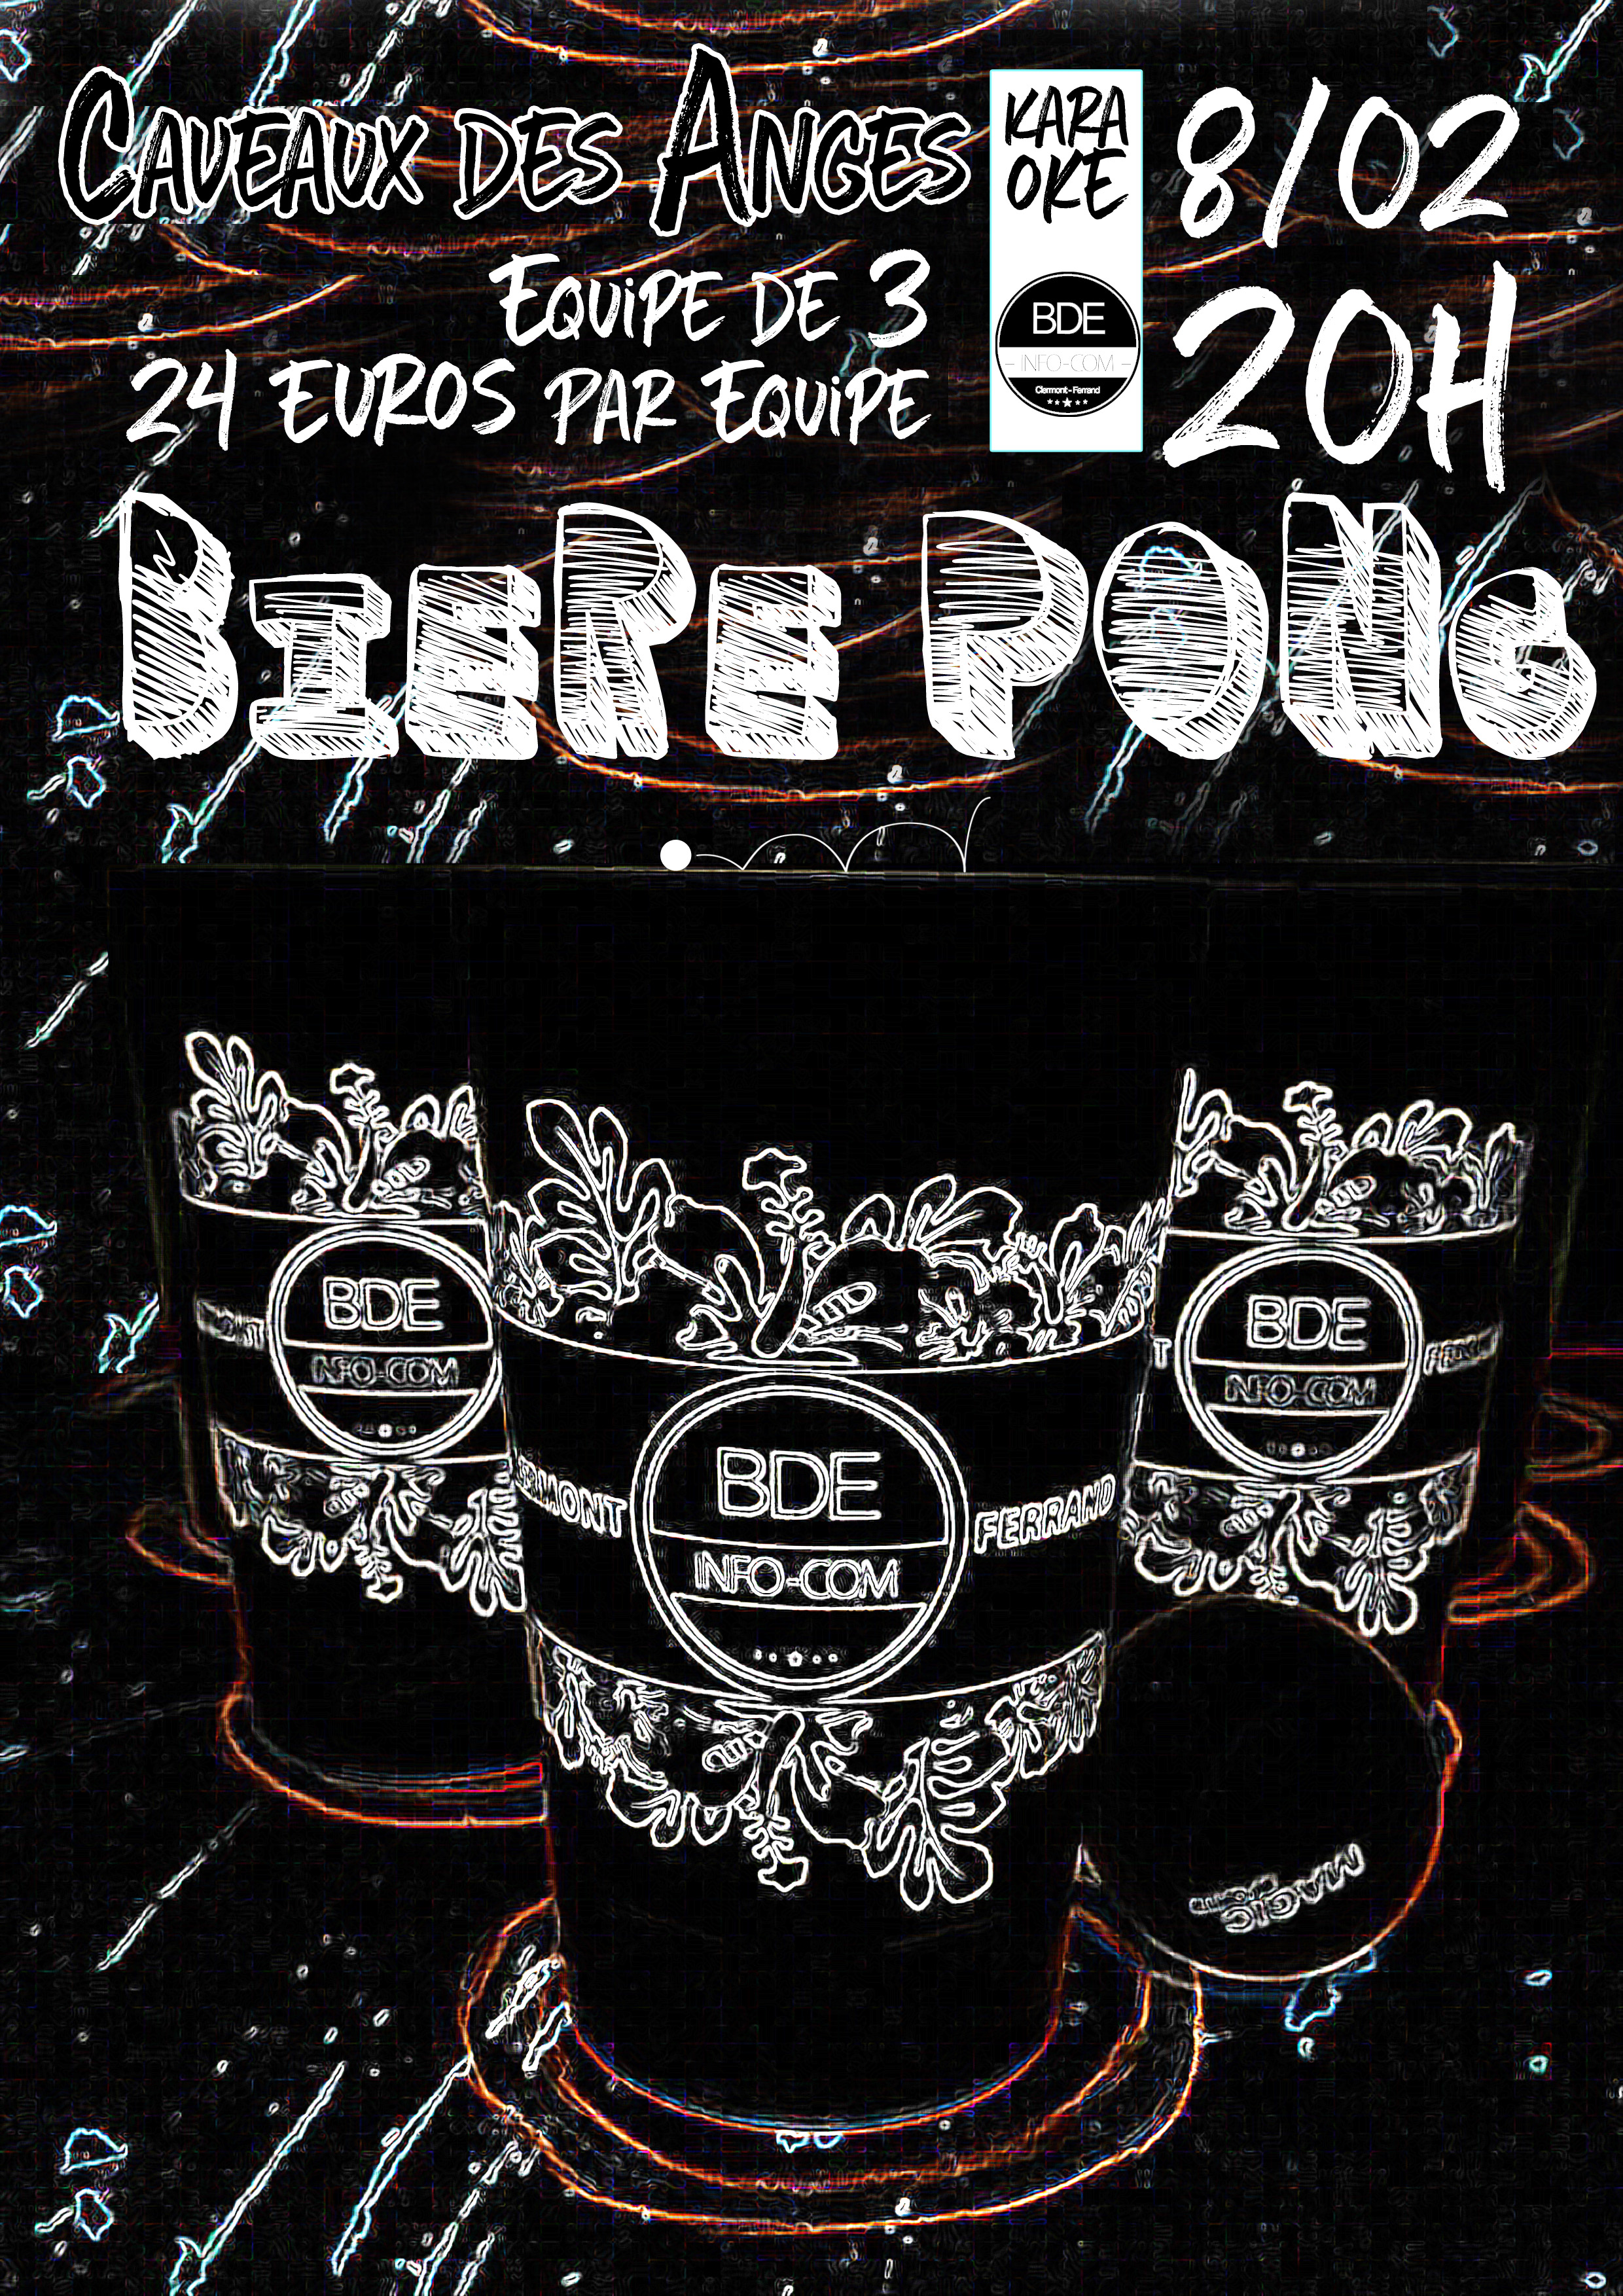 CAVEAUX DES ANGES
EQUIPE DE 3
24 EUROS PAR EQUIPE
KARA
OKE
BDE
INFO-COM
Clermont-Ferrand
8/02
20H
BIERE PONG
BDE
INFO-COM
BDE
INFO-COM
FERRAND
BDE
INFO-COM
MAGIC